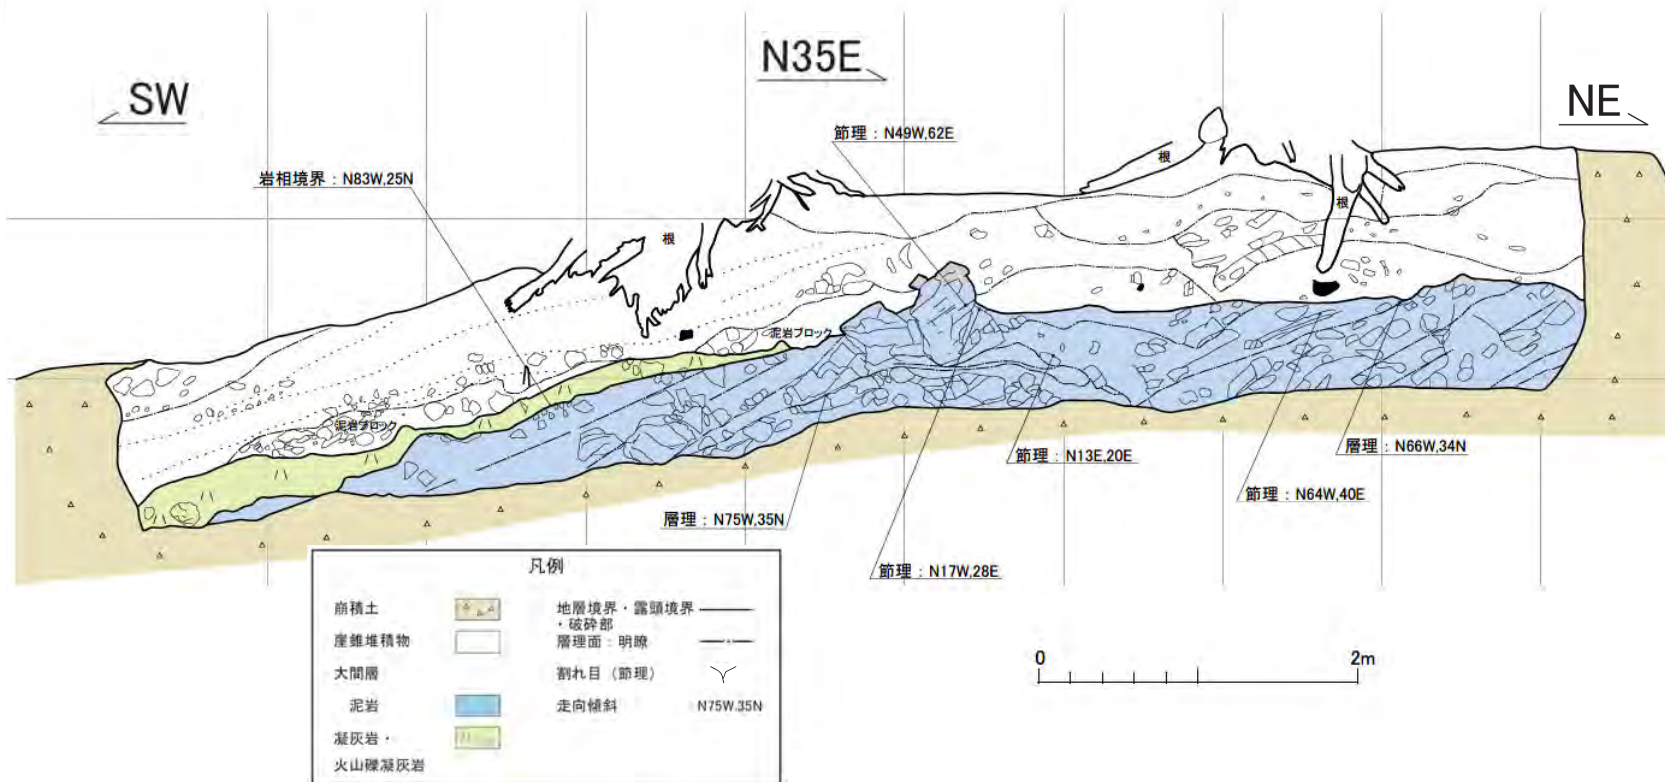 N35E
SW
NE
節理：N49W,62E
根
岩相境界：N83W,25N
根
根
泥岩ブロック
泥岩ブロック
層理：N66W,34N
節理：N13E,20E
節理：N64W,40E
層理：N75W,35N
節理：N17W,28E
凡例
崩積土
崖錐堆積物
大間層
泥岩
凝灰岩・
火山礫凝灰岩
地層境界・露頭境界
・破砕部
層理面：明瞭
割れ目（節理）
走向傾斜 N75W.35N
0 2m